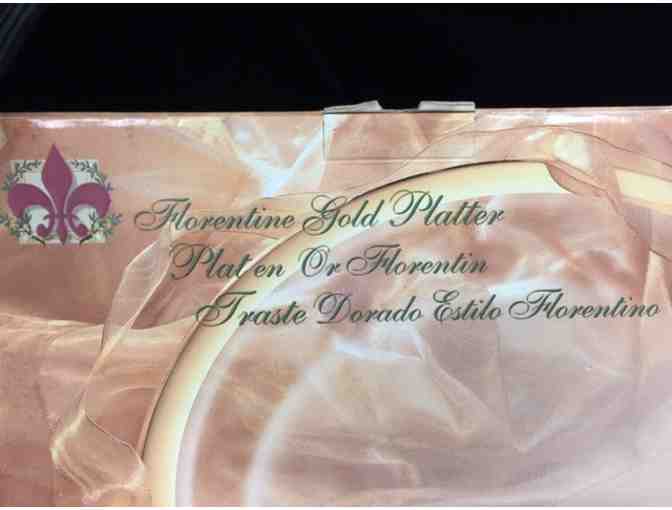 Florentine Gold Platter
Plat en Or Florentin
Traste Dorado Estilo Florentino